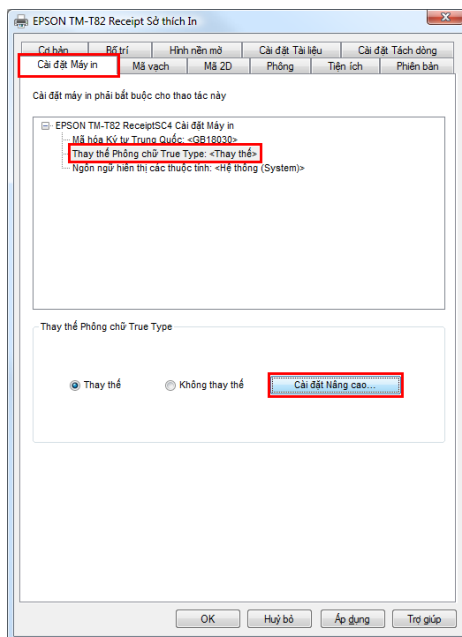 EPSON TM-T82 Receipt Sở thích In
Cơ bản Bố trí Hình nền mờ Cài đặt Tài liệu Cài đặt Tách dòng
Cài đặt Máy in Mã vạch Mã 2D Phông Tiện ích Phiên bản
Cài đặt máy in phải bắt buộc cho thao tác này
EPSON TM-T82 ReceiptSC4 Cài đặt Máy in
Mã hóa Ký tự Trung Quốc: <GB18030>
Thay thế Phông chữ True Type: <Thay thế>
Ngôn ngữ hiển thị các thuộc tính: <Hệ thống (System)>
Thay thế Phông chữ True Type
Thay thế Không thay thế Cài đặt Nâng cao...
OK Huỷ bỏ Áp dụng Trợ giúp